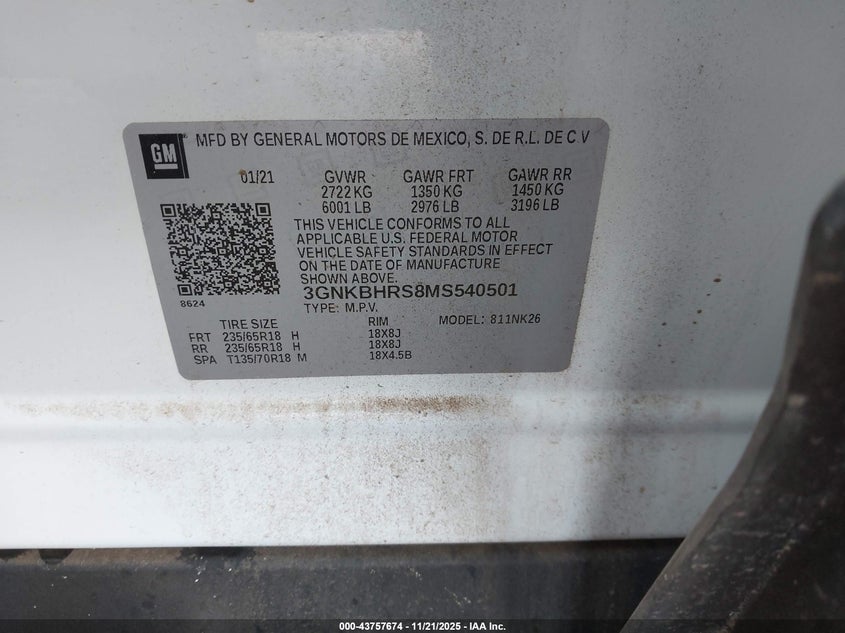 GM
MFD BY GENERAL MOTORS DE MEXICO, S. DE R.L. DE C.V
01/21 GVWR GAWR FRT GAWR RR
2722 KG 1350 KG 1450 KG
6001 LB 2976 LB 3196 LB
THIS VEHICLE CONFORMS TO ALL
APPLICABLE U.S. FEDERAL MOTOR
VEHICLE SAFETY STANDARDS IN EFFECT
ON THE DATE OF MANUFACTURE
SHOWN ABOVE.
8624
3GNKBHRS8MS540501
TYPE: M.P.V.
MODEL: 811NK26
TIRE SIZE RIM
FRT 235/65R18 H 18X8J
RR 235/65R18 H 18X8J
SPA T135/70R18 M 18X4.5B
000-43757674 - 11/21/2025 - IAA Inc.